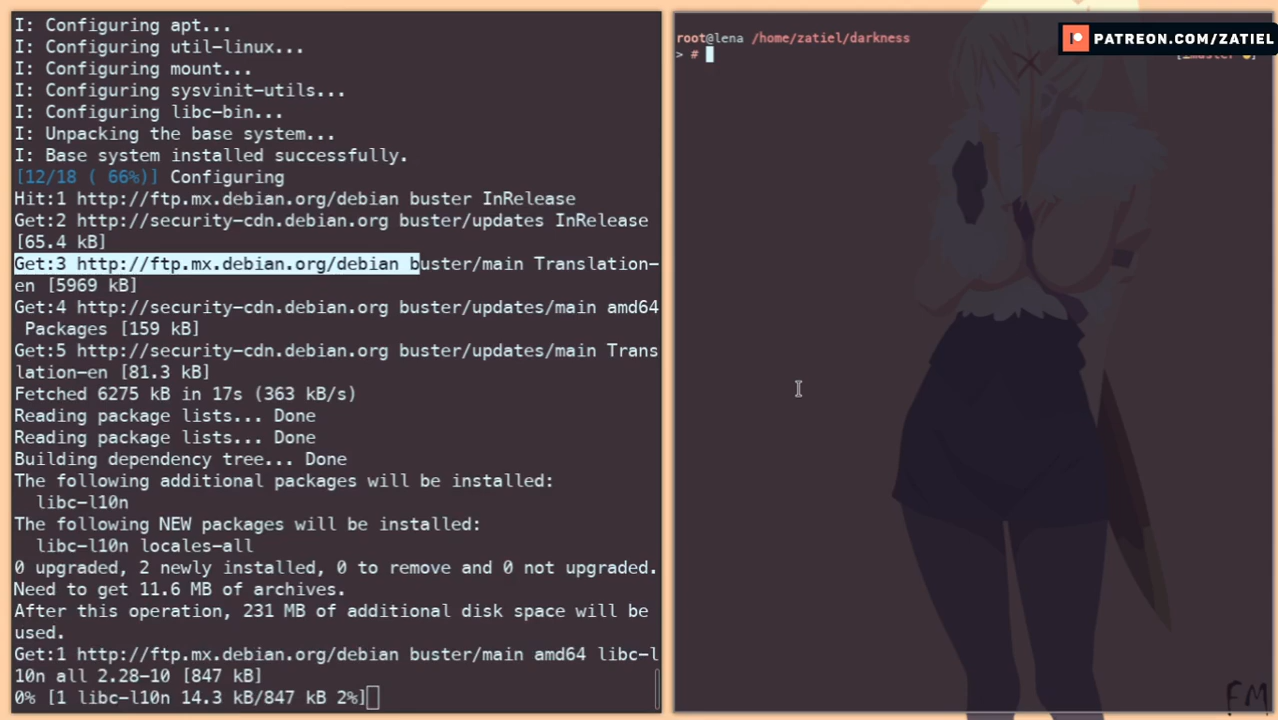 I: Configuring apt...
I: Configuring util-linux...
I: Configuring mount...
I: Configuring sysvinit-utils...
I: Configuring libc-bin...
I: Unpacking the base system...
I: Base system installed successfully.
[12/18 ( 66%)] Configuring
Hit:1 http://ftp.mx.debian.org/debian buster InRelease
Get:2 http://security-cdn.debian.org buster/updates InRelease
[65.4 kB]
Get:3 http://ftp.mx.debian.org/debian buster/main Translation-
en [5969 kB]
Get:4 http://security-cdn.debian.org buster/updates/main amd64
Packages [159 kB]
Get:5 http://security-cdn.debian.org buster/updates/main Trans
lation-en [81.3 kB]
Fetched 6275 kB in 17s (363 kB/s)
Reading package lists... Done
Reading package lists... Done
Building dependency tree... Done
The following additional packages will be installed:
libc-l10n
The following NEW packages will be installed:
libc-l10n locales-all
0 upgraded, 2 newly installed, 0 to remove and 0 not upgraded.
Need to get 11.6 MB of archives.
After this operation, 231 MB of additional disk space will be
used.
Get:1 http://ftp.mx.debian.org/debian buster/main amd64 libc-l
10n all 2.28-10 [847 kB]
0% [1 libc-l10n 14.3 kB/847 kB 2%]
root@lena /home/zatiel/darkness
> #
PATREON.COM/ZATIEL
FM